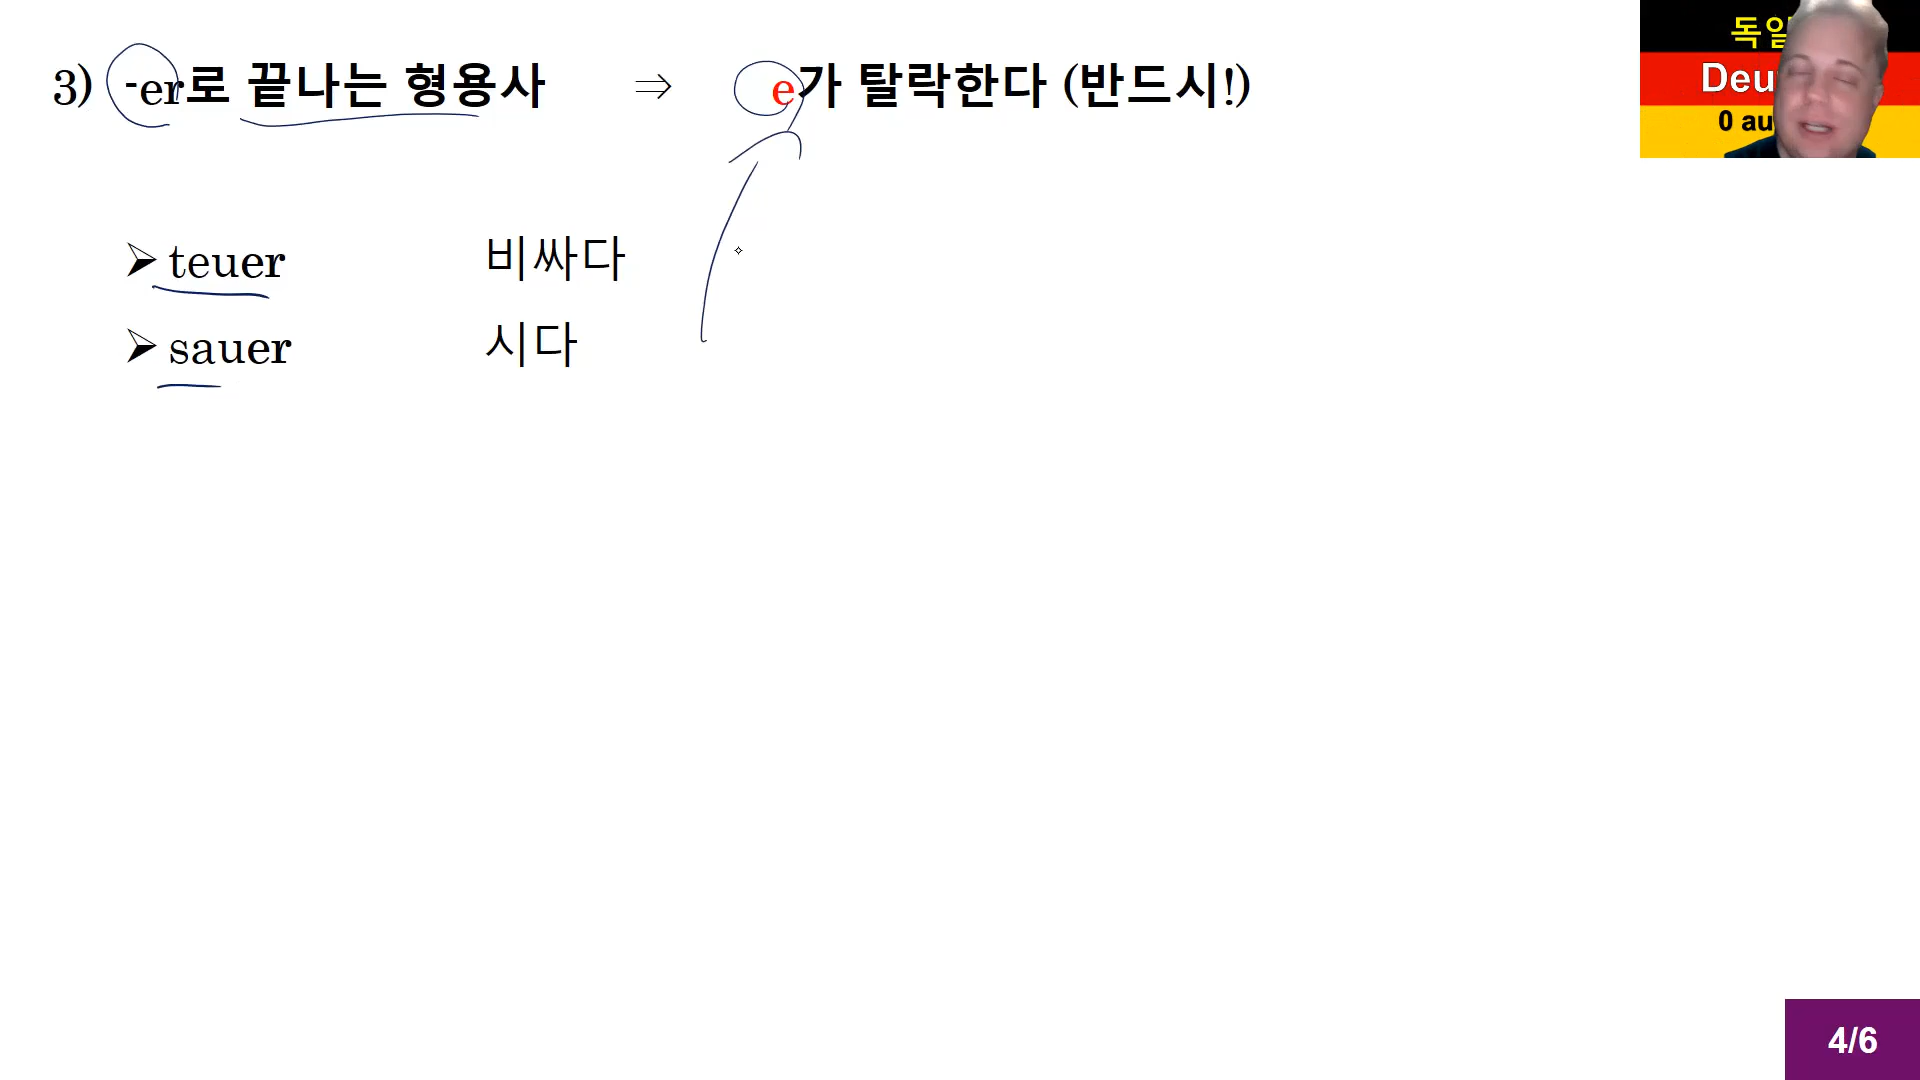 3) -er로 끝나는 형용사 ⇒ e가 탈락한다 (반드시!)
➢ teuer 비싸다
➢ sauer 시다
독일
Deu
0 au
4/6